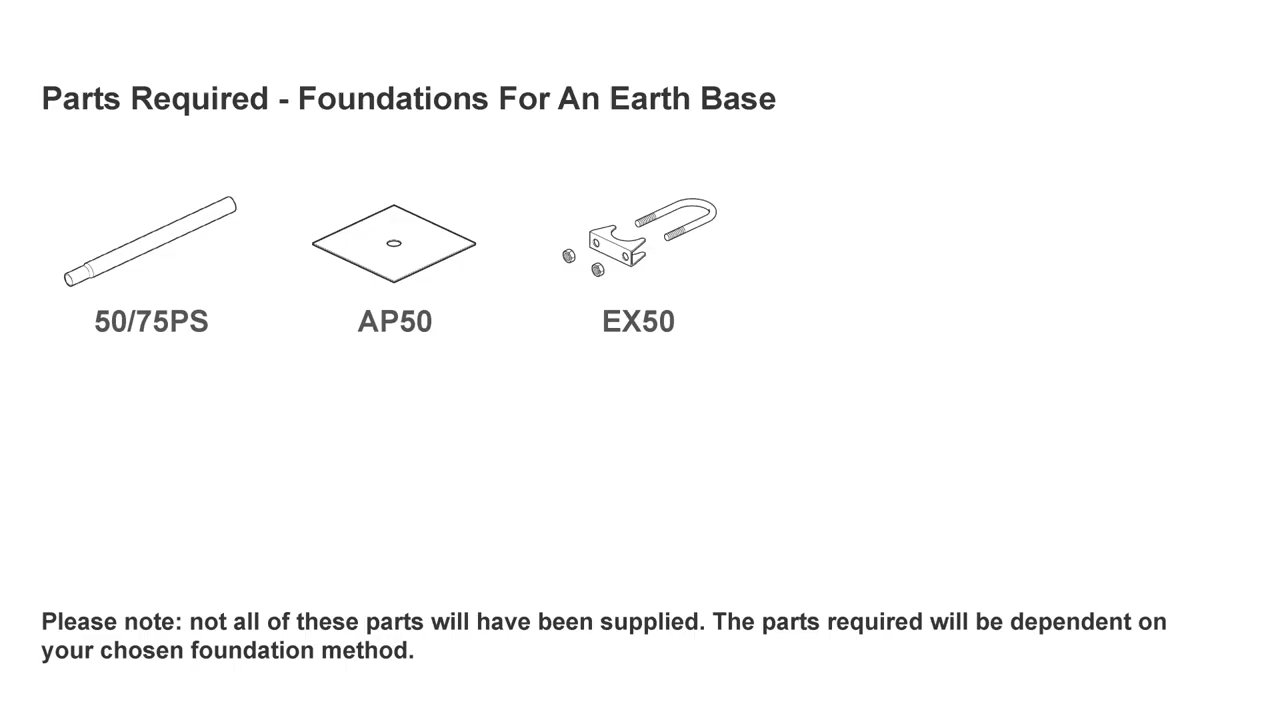 Parts Required - Foundations For An Earth Base
50/75PS
AP50
EX50
Please note: not all of these parts will have been supplied. The parts required will be dependent on
your chosen foundation method.